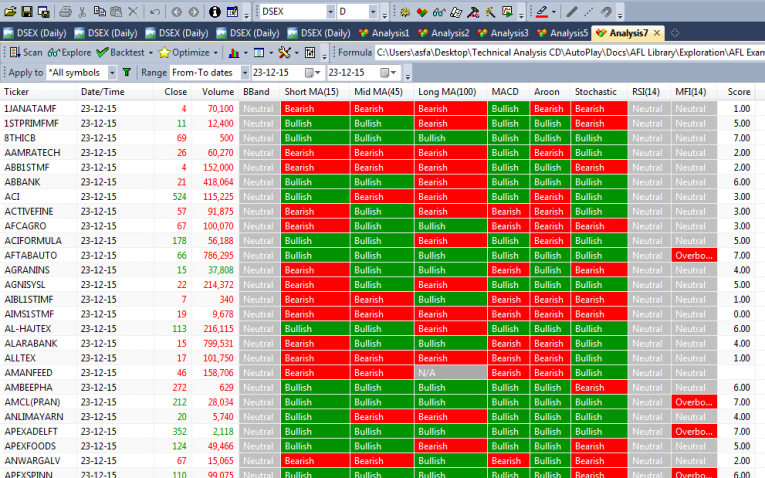 DSEX D
DSEX (Daily) DSEX (Daily) DSEX (Daily) DSEX (Daily) DSEX (Daily) Analysis1 Analysis2 Analysis3 Analysis5 Analysis7
Scan Explore Backtest Optimize Formula C:\Users\asfa\Desktop\Technical Analysis CD\AutoPlay\Docs\AFL Library\Exploration\AFL Exam
Apply to *All symbols Range From-To dates 23-12-15 23-12-15
Ticker Date/Time Close Volume BBand Short MA(15) Mid MA(45) Long MA(100) MACD Aroon Stochastic RSI(14) MFI(14) Score
1JANATAMF 23-12-15 4 70,100 Neutral Bearish Bearish Bearish Bullish Bearish Bearish Neutral Neutral 1.00
1STPRIMFMF 23-12-15 11 12,400 Neutral Bullish Bullish Bullish Bullish Bullish Bearish Neutral Neutral 5.00
8THICB 23-12-15 69 500 Neutral Bullish Bullish Bullish Bullish Bullish Bullish Neutral Neutral 7.00
AAMRATECH 23-12-15 26 60,270 Neutral Bearish Bearish Bearish Bullish Bearish Bullish Neutral Neutral 2.00
ABB1STMF 23-12-15 4 152,000 Neutral Bearish Bearish Bearish Bullish Bullish Bearish Neutral Neutral 2.00
ABBANK 23-12-15 21 418,064 Neutral Bullish Bullish Bearish Bullish Bullish Bullish Neutral Neutral 6.00
ACI 23-12-15 524 115,225 Neutral Bearish Bearish Bearish Bullish Bearish Bullish Neutral Neutral 3.00
ACTIVEFINE 23-12-15 57 91,875 Neutral Bearish Bullish Bullish Bearish Bearish Bullish Neutral Neutral 3.00
AFCAGRO 23-12-15 67 100,070 Neutral Bearish Bullish Bullish Bearish Bearish Bearish Neutral Neutral 3.00
ACIFORMULA 23-12-15 178 56,188 Neutral Bullish Bullish Bullish Bullish Bearish Bearish Neutral Neutral 5.00
AFTABAUTO 23-12-15 66 786,295 Neutral Bullish Bullish Bullish Bullish Bullish Bullish Neutral Overbo... 7.00
AGRANINS 23-12-15 15 37,808 Neutral Bullish Bullish Bullish Bearish Bearish Bullish Neutral Neutral 4.00
AGNISYSL 23-12-15 22 214,372 Neutral Bearish Bullish Bullish Bullish Bullish Bearish Neutral Neutral 5.00
AIBL1STIMF 23-12-15 7 340 Neutral Bearish Bullish Bearish Bearish Bearish Bearish Neutral Neutral 1.00
AIMS1STMF 23-12-15 19 9,678 Neutral Bearish Bearish Bearish Bearish Bearish Bearish Neutral Neutral 0.00
AL-HAJTEX 23-12-15 113 216,115 Neutral Bullish Bullish Bullish Bullish Bullish Bearish Neutral Neutral 6.00
ALARABANK 23-12-15 15 799,531 Neutral Bearish Bullish Bullish Bearish Bullish Bearish Neutral Neutral 4.00
ALLTEX 23-12-15 17 101,750 Neutral Bearish Bearish Bearish Bearish Bullish Bearish Neutral Neutral 1.00
AMANFEED 23-12-15 46 158,706 Neutral Bearish Bearish N/A Bearish Bearish Bullish Neutral Neutral
AMBEEPHA 23-12-15 272 629 Neutral Bullish Bullish Bullish Bullish Bullish Bearish Neutral Neutral 6.00
AMCL(PRAN) 23-12-15 212 28,034 Neutral Bullish Bullish Bullish Bullish Bullish Bullish Neutral Overbo... 7.00
ANLIMAYARN 23-12-15 20 5,740 Neutral Bullish Bearish Bearish Bullish Bullish Bullish Neutral Neutral 4.00
APEXADELFT 23-12-15 352 2,118 Neutral Bullish Bullish Bullish Bullish Bullish Bullish Neutral Overbo... 7.00
APEXFOODS 23-12-15 124 49,466 Neutral Bullish Bullish Bearish Bullish Bullish Bearish Neutral Neutral 5.00
ANWARGALV 23-12-15 67 15,065 Neutral Bearish Bearish Bullish Bearish Bullish Bearish Neutral Neutral 2.00
APEXSPINN 23-12-15 110 99,075 Neutral Bullish Bullish Bullish Bullish Bullish Bearish Neutral Overbo... 6.00